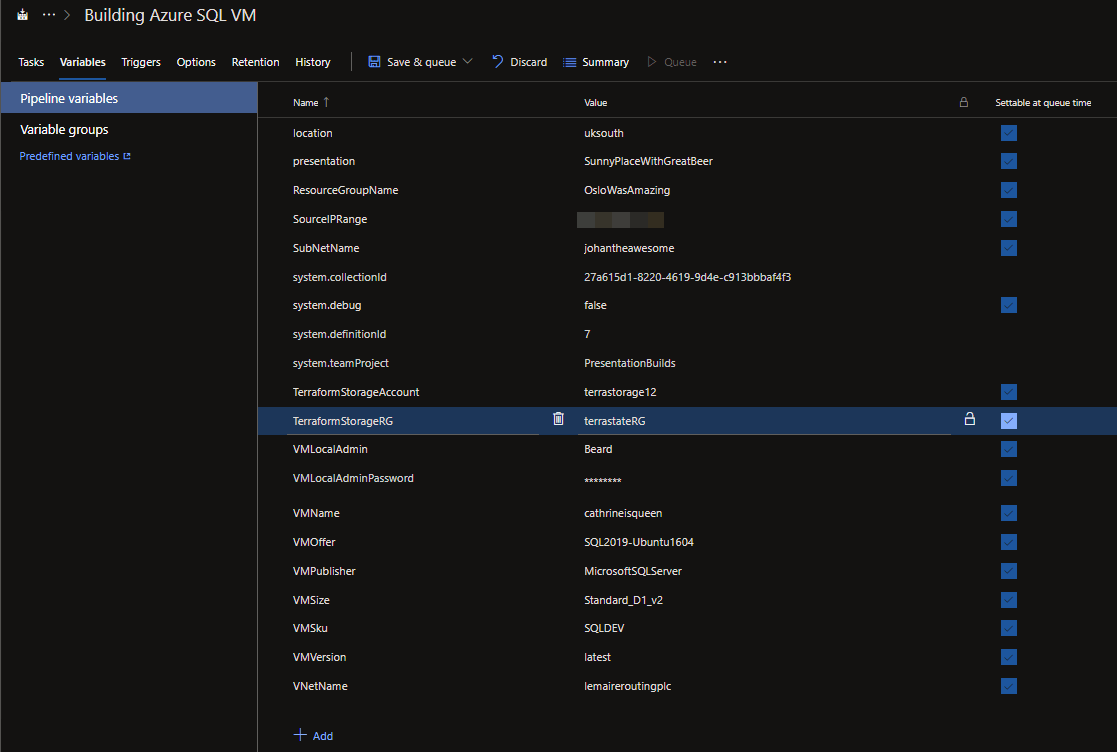 Building Azure SQL VM
Tasks Variables Triggers Options Retention History Save & queue Discard Summary Queue
Pipeline variables
Variable groups
Predefined variables
Name ↑ Value Settable at queue time
location uksouth
presentation SunnyPlaceWithGreatBeer
ResourceGroupName OsloWasAmazing
SourceIPRange
SubNetName johantheawesome
system.collectionId 27a615d1-8220-4619-9d4e-c913bbbaf4f3
system.debug false
system.definitionId 7
system.teamProject PresentationBuilds
TerraformStorageAccount terrastorage12
TerraformStorageRG terrastateRG
VMLocalAdmin Beard
VMLocalAdminPassword ********
VMName cathrineisqueen
VMOffer SQL2019-Ubuntu1604
VMPublisher MicrosoftSQLServer
VMSize Standard_D1_v2
VMSku SQLDEV
VMVersion latest
VNetName lemaireroutingplc
+ Add